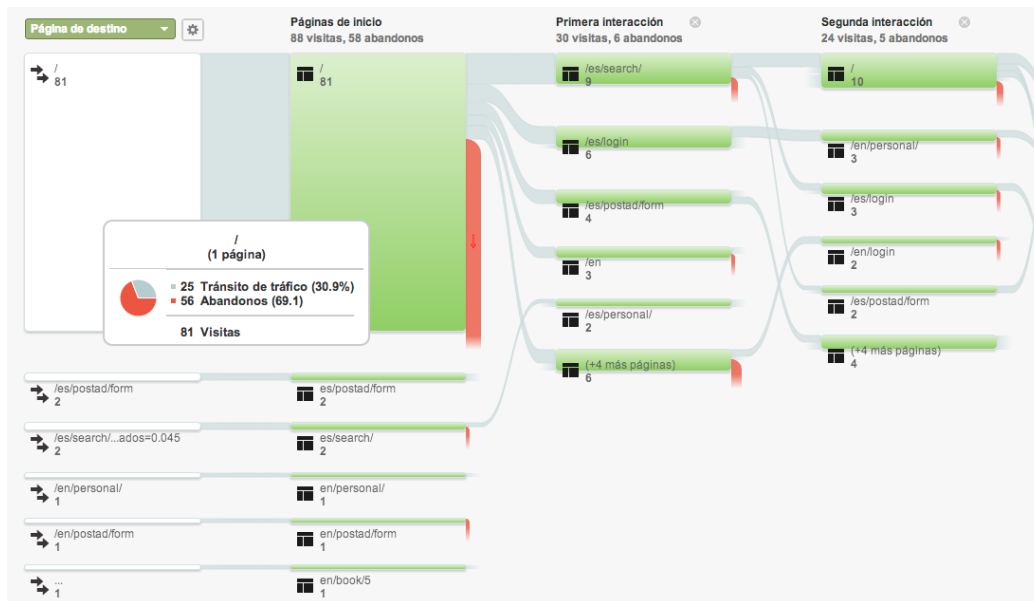 Página de destino
Páginas de inicio
88 visitas, 58 abandonos
Primera interacción
30 visitas, 6 abandonos
Segunda interacción
24 visitas, 5 abandonos
/
81
/
81
/
(1 página)
25 Tránsito de tráfico (30.9%)
56 Abandonos (69.1)
81 Visitas
/es/postad/form
2
es/postad/form
2
/es/search/...ados=0.045
2
es/search/
2
/en/personal/
1
en/personal/
1
/en/postad/form
1
en/postad/form
1
...
1
en/book/5
1
/es/search/
9
/es/login
6
/es/postad/form
4
/en
3
/es/personal/
2
(+4 más páginas)
6
/
10
/en/personal/
3
/es/login
3
/en/login
2
/es/postad/form
2
(+4 más páginas)
4